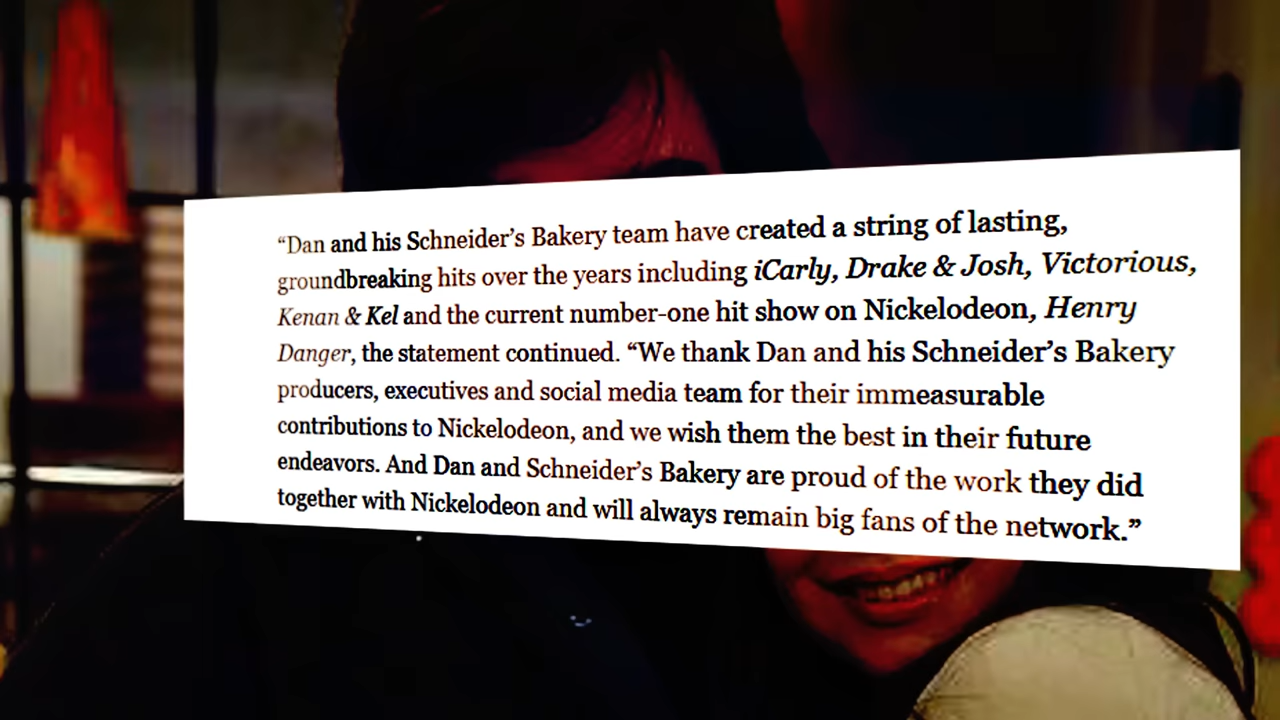 “Dan and his Schneider’s Bakery team have created a string of lasting,
groundbreaking hits over the years including iCarly, Drake & Josh, Victorious,
Kenan & Kel and the current number-one hit show on Nickelodeon, Henry
Danger, the statement continued. “We thank Dan and his Schneider’s Bakery
producers, executives and social media team for their immeasurable
contributions to Nickelodeon, and we wish them the best in their future
endeavors. And Dan and Schneider’s Bakery are proud of the work they did
together with Nickelodeon and will always remain big fans of the network.”